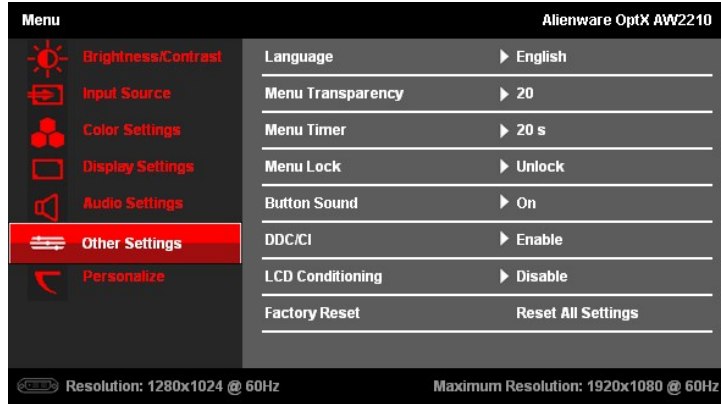 Menu
Alienware OptX AW2210
Brightness/Contrast
Input Source
Color Settings
Display Settings
Audio Settings
Other Settings
Personalize
Language English
Menu Transparency 20
Menu Timer 20 s
Menu Lock Unlock
Button Sound On
DDC/CI Enable
LCD Conditioning Disable
Factory Reset Reset All Settings
Resolution: 1280x1024 @ 60Hz
Maximum Resolution: 1920x1080 @ 60Hz